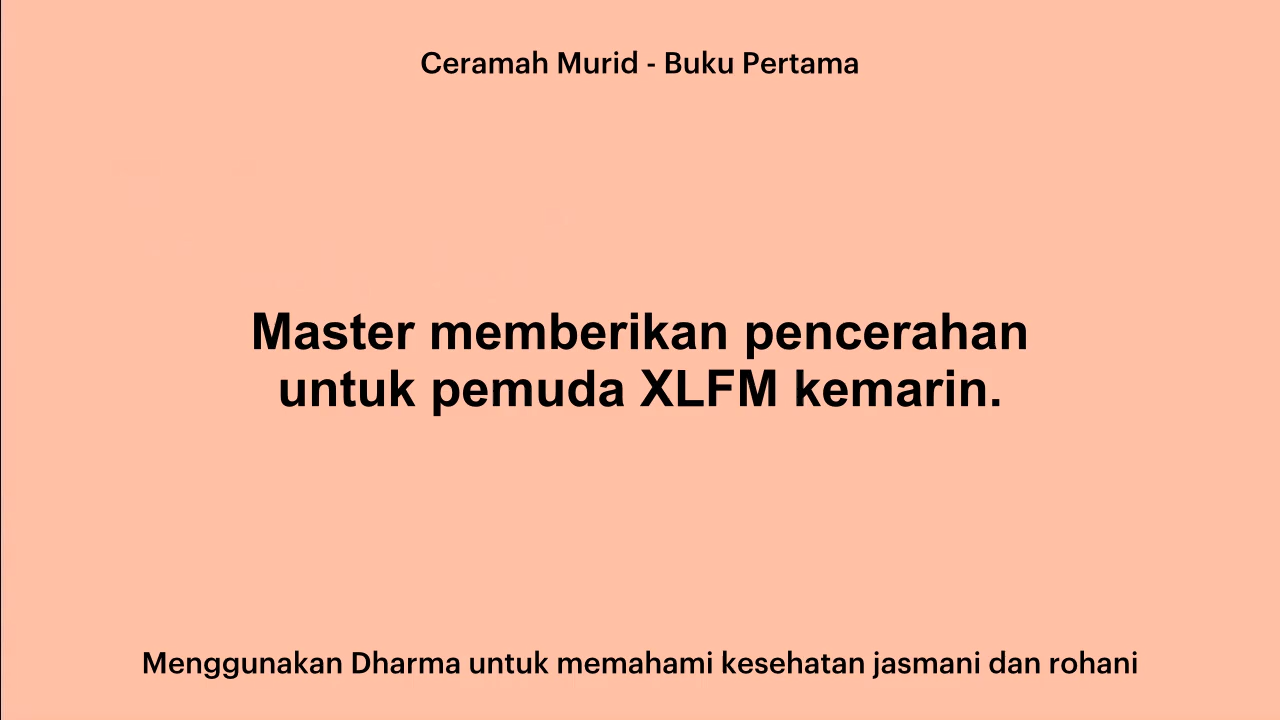 Ceramah Murid - Buku Pertama
Master memberikan pencerahan
untuk pemuda XLFM kemarin.
Menggunakan Dharma untuk memahami kesehatan jasmani dan rohani